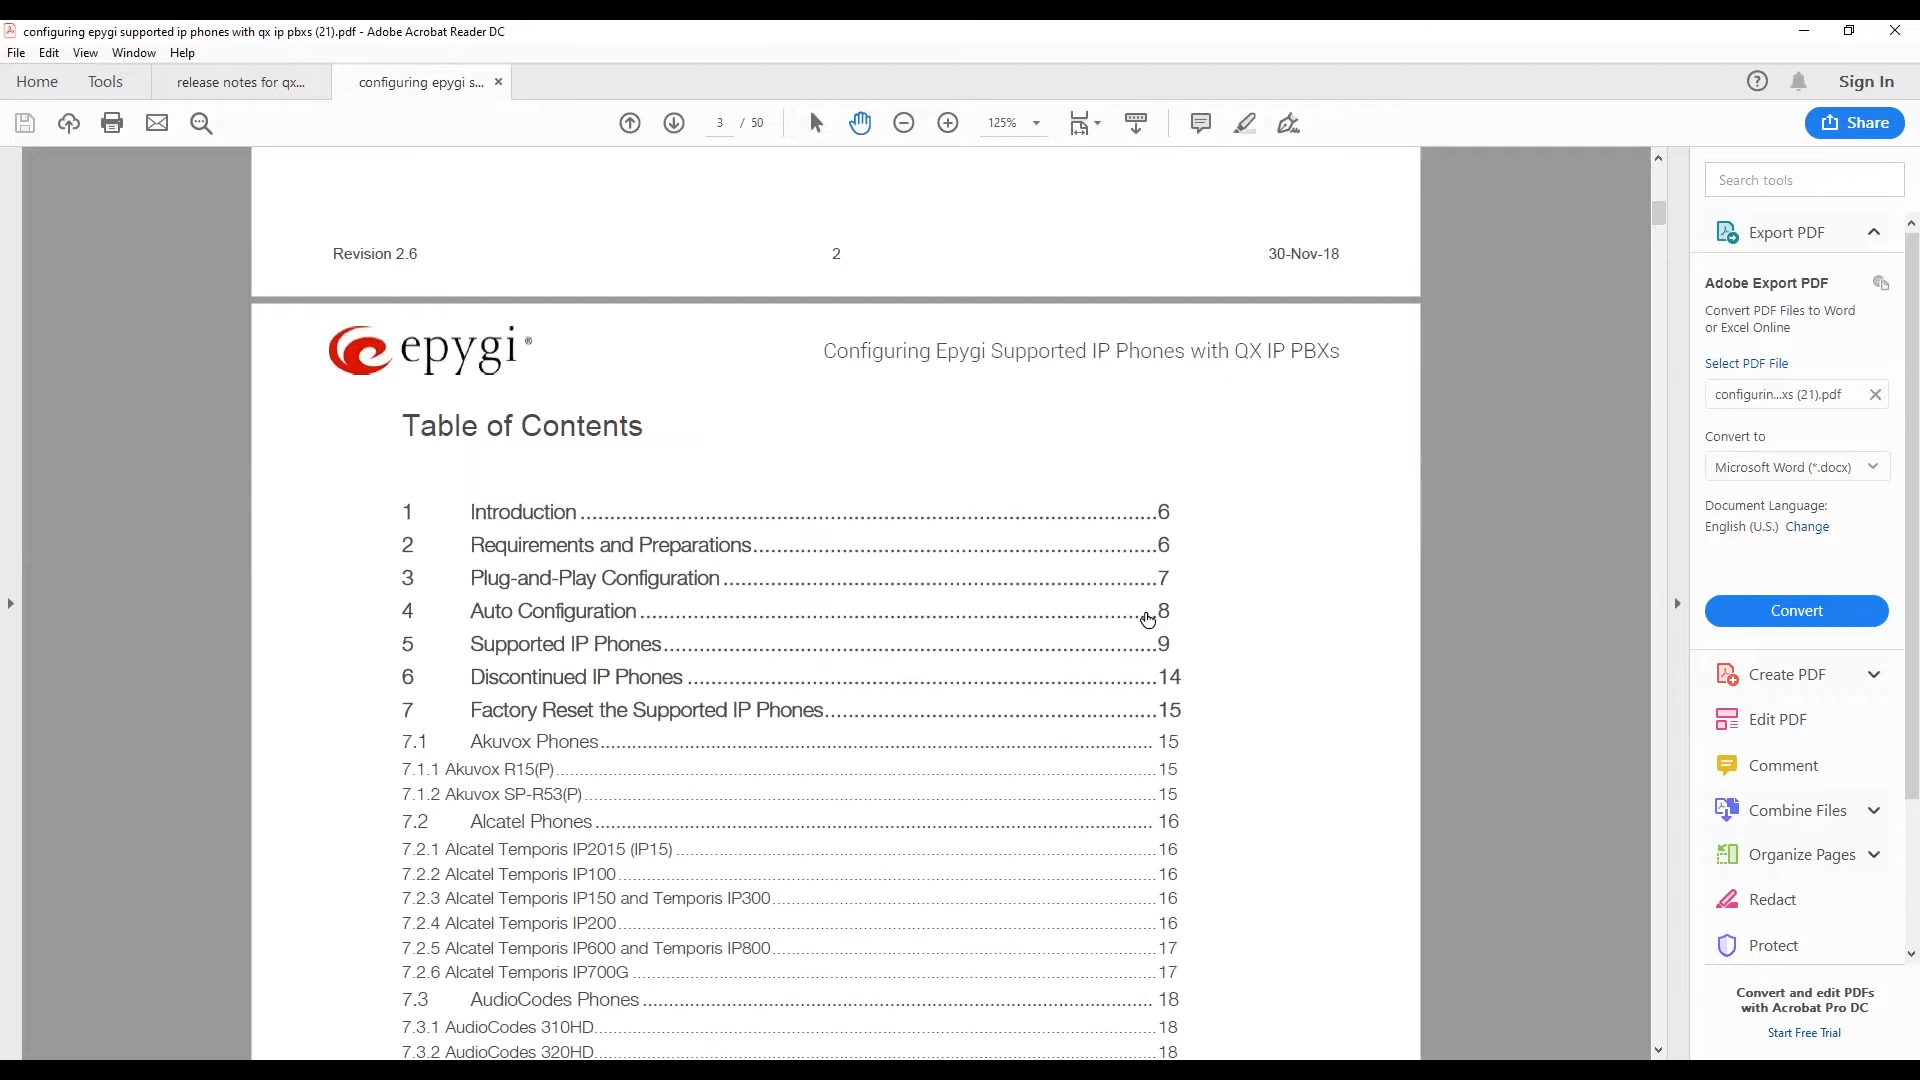 configuring epygi supported ip phones with qx ip pbxs (21).pdf - Adobe Acrobat Reader DC
File Edit View Window Help
Home Tools release notes for qx... configuring epygi s... Sign In
3 / 50 125% Share
Revision 2.6 2 30-Nov-18
epygi® Configuring Epygi Supported IP Phones with QX IP PBXs
Table of Contents
1 Introduction ........ 6
2 Requirements and Preparations ........ 6
3 Plug-and-Play Configuration ........ 7
4 Auto Configuration ........ 8
5 Supported IP Phones ........ 9
6 Discontinued IP Phones ........ 14
7 Factory Reset the Supported IP Phones ........ 15
7.1 Akuvox Phones ........ 15
7.1.1 Akuvox R15(P) ........ 15
7.1.2 Akuvox SP-R53(P) ........ 15
7.2 Alcatel Phones ........ 16
7.2.1 Alcatel Temporis IP2015 (IP15) ........ 16
7.2.2 Alcatel Temporis IP100 ........ 16
7.2.3 Alcatel Temporis IP150 and Temporis IP300 ........ 16
7.2.4 Alcatel Temporis IP200 ........ 16
7.2.5 Alcatel Temporis IP600 and Temporis IP800 ........ 17
7.2.6 Alcatel Temporis IP700G ........ 17
7.3 AudioCodes Phones ........ 18
7.3.1 AudioCodes 310HD ........ 18
7.3.2 AudioCodes 320HD ........ 18
Search tools
Export PDF
Adobe Export PDF
Convert PDF Files to Word
or Excel Online
Select PDF File
configurin...xs (21).pdf
Convert to
Microsoft Word (*.docx)
Document Language:
English (U.S.) Change
Convert
Create PDF
Edit PDF
Comment
Combine Files
Organize Pages
Redact
Protect
Convert and edit PDFs
with Acrobat Pro DC
Start Free Trial